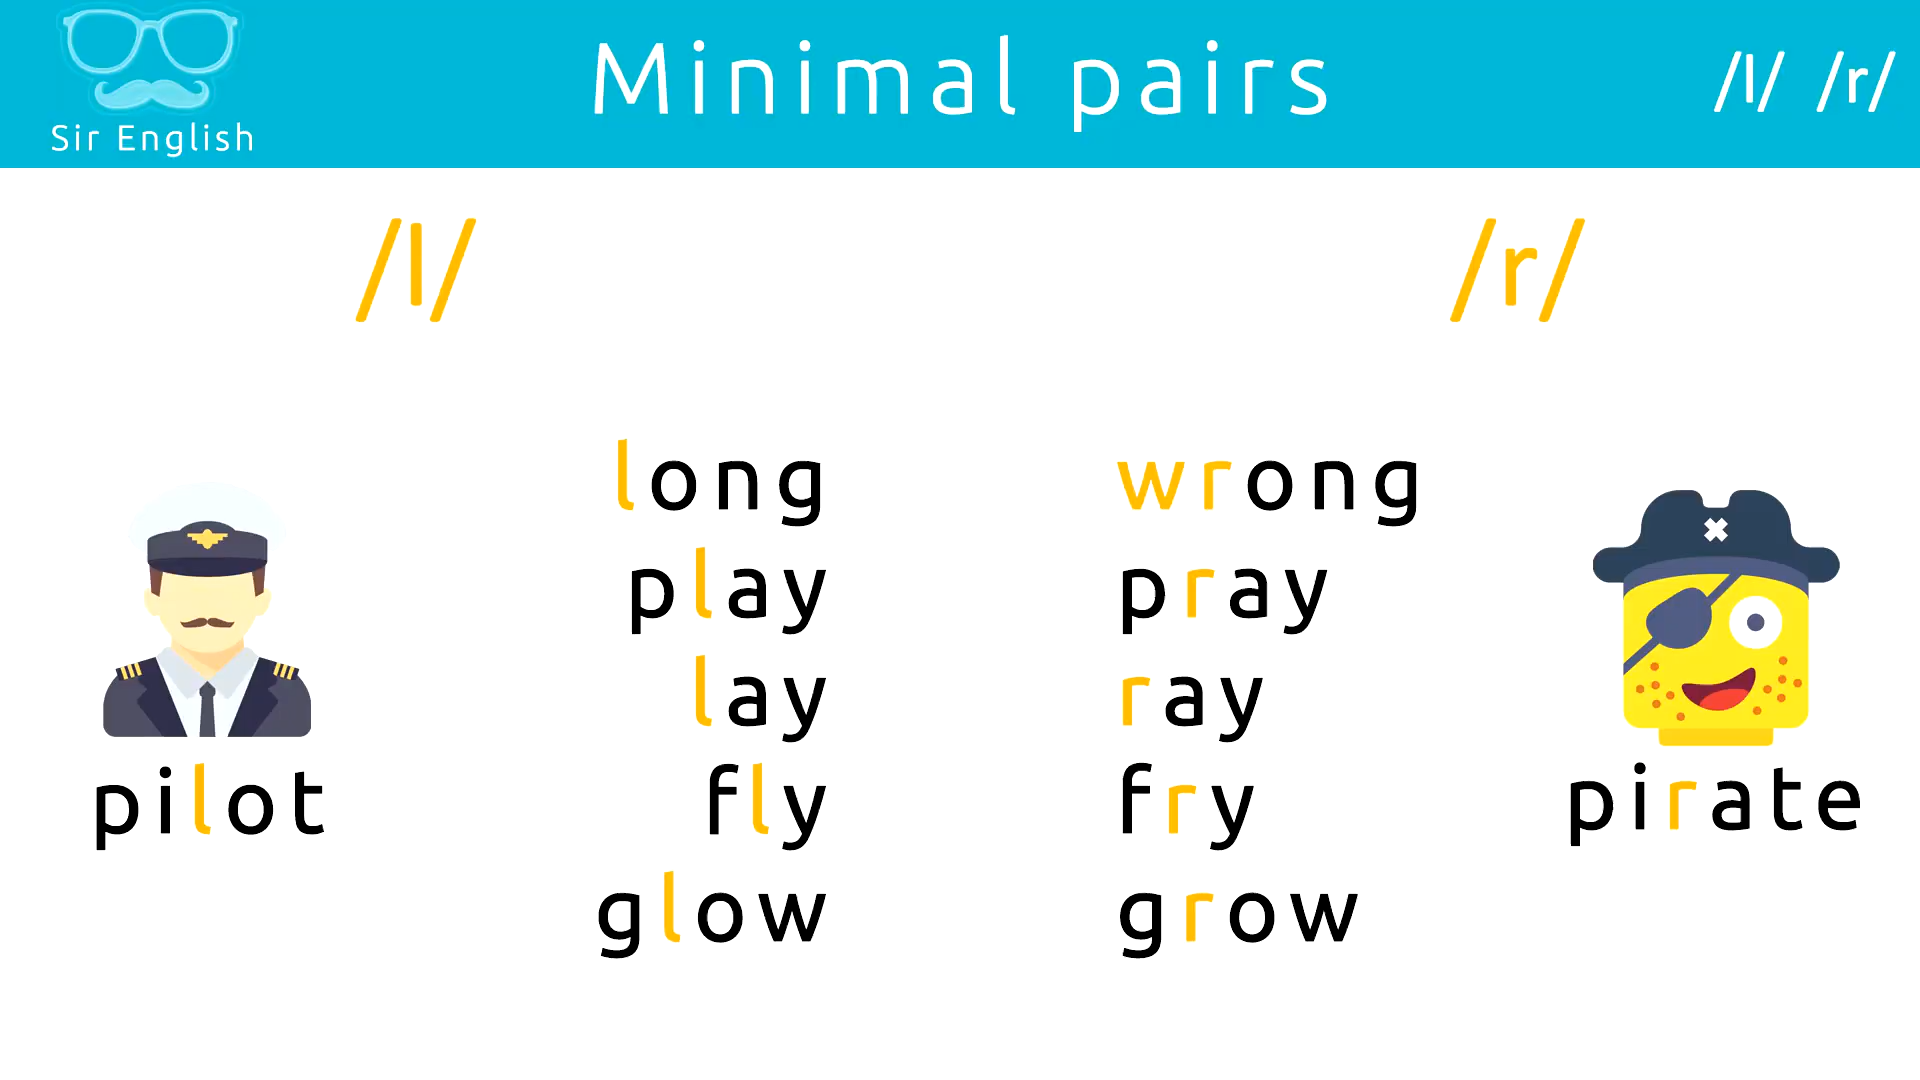 Sir English
Minimal pairs
/l/ /r/
/l/ /r/
long wrong
play pray
lay ray
fly fry
glow grow
pilot
pirate